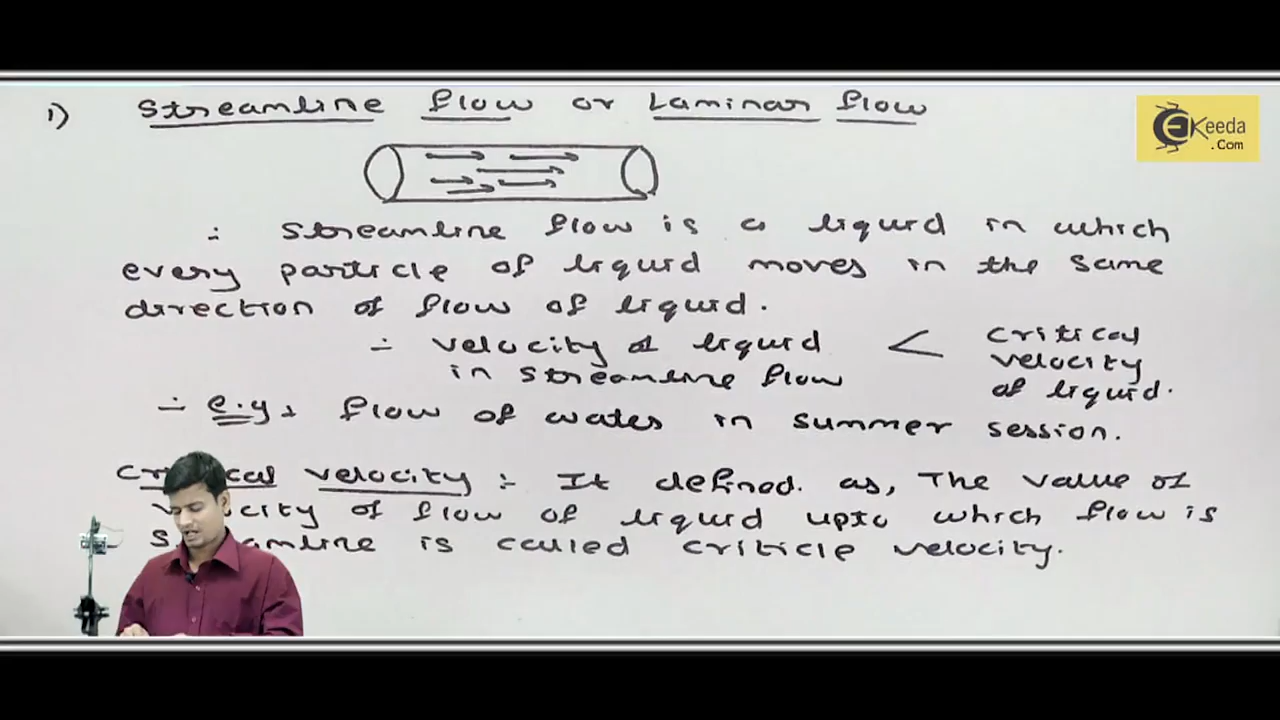 1) Streamline flow or Laminar flow
EKeeda
.Com
∴ Streamline flow is a liquid in which
every particle of liquid moves in the same
direction of flow of liquid.
∴ velocity of liquid < critical
in streamline flow velocity
of liquid.
∴ e.g, flow of water in summer session.
velocity :- It defined. as, The value of
of flow of liquid upto which flow is
is called criticle velocity.